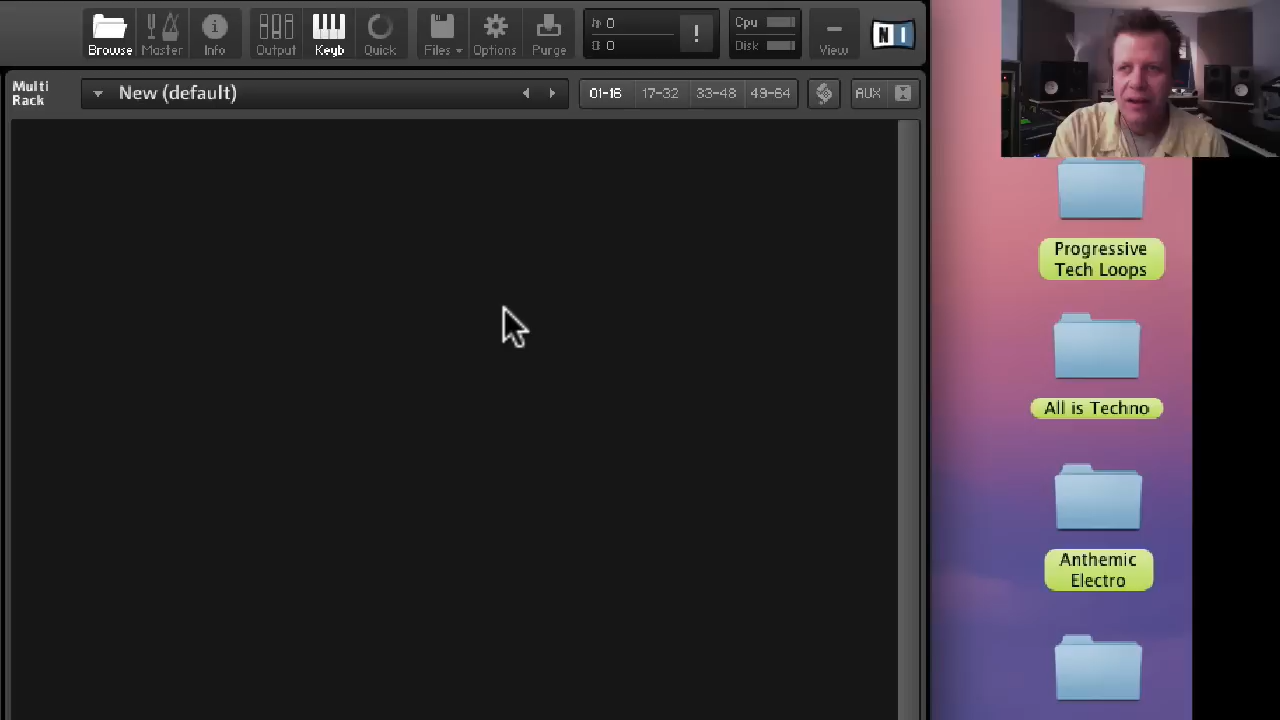 Browse Master Info Output Keyb Quick Files Options Purge View
0
0
!
Cpu
Disk
NI
Multi
Rack
New (default)
01-16 17-32 33-48 49-64 AUX
Progressive
Tech Loops
All is Techno
Anthemic
Electro